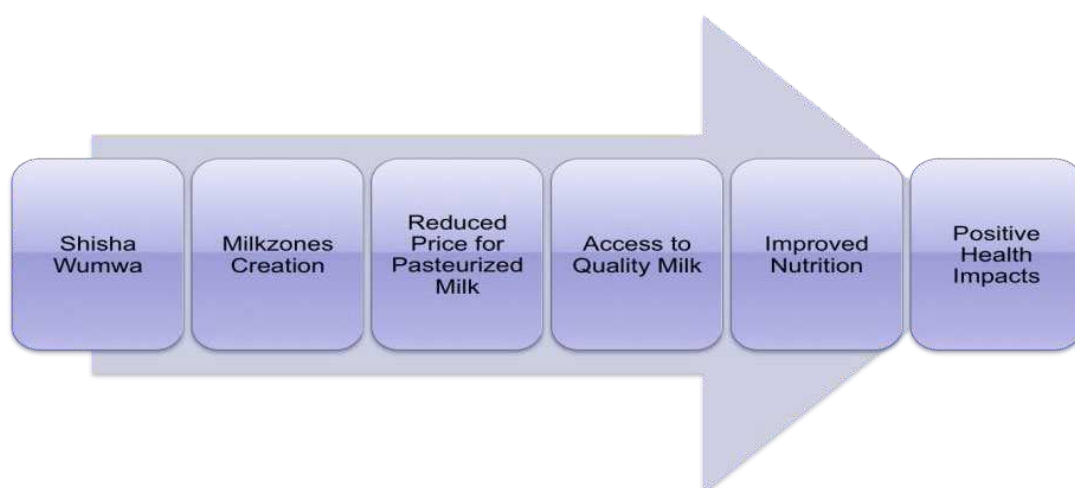 Shisha
Wumwa
Milkzones
Creation
Reduced
Price for
Pasteurized
Milk
Access to
Quality Milk
Improved
Nutrition
Positive
Health
Impacts